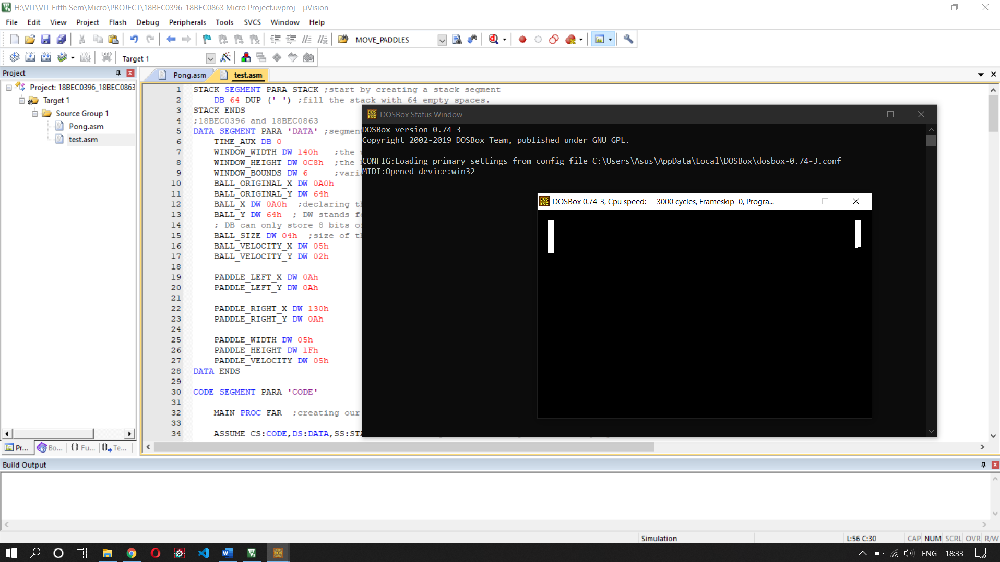 H:\VIT\VIT Fifth Sem\Micro\PROJECT\18BEC0396_18BEC0863 Micro Project.uvproj - µVision
File Edit View Project Flash Debug Peripherals Tools SVCS Window Help
MOVE_PADDLES
LOAD
Target 1
Project
Project: 18BEC0396_18BEC0863
Target 1
Source Group 1
Pong.asm
test.asm
Pr... Bo... {} Fu... Te...
Pong.asm test.asm
1 STACK SEGMENT PARA STACK ;start by creating a stack segment
2 DB 64 DUP (' ') ;fill the stack with 64 empty spaces.
3 STACK ENDS
4 ;18BEC0396 and 18BEC0863
5 DATA SEGMENT PARA 'DATA' ;segmen
6 TIME_AUX DB 0
7 WINDOW_WIDTH DW 140h ;the
8 WINDOW_HEIGHT DW 0C8h ;the
9 WINDOW_BOUNDS DW 6 ;vari
10 BALL_ORIGINAL_X DW 0A0h
11 BALL_ORIGINAL_Y DW 64h
12 BALL_X DW 0A0h ;declaring th
13 BALL_Y DW 64h ; DW stands fo
14 ; DB can only store 8 bits o
15 BALL_SIZE DW 04h ;size of th
16 BALL_VELOCITY_X DW 05h
17 BALL_VELOCITY_Y DW 02h
18
19 PADDLE_LEFT_X DW 0Ah
20 PADDLE_LEFT_Y DW 0Ah
21
22 PADDLE_RIGHT_X DW 130h
23 PADDLE_RIGHT_Y DW 0Ah
24
25 PADDLE_WIDTH DW 05h
26 PADDLE_HEIGHT DW 1Fh
27 PADDLE_VELOCITY DW 05h
28 DATA ENDS
29
30 CODE SEGMENT PARA 'CODE'
31
32 MAIN PROC FAR ;creating our
33
34 ASSUME CS:CODE,DS:DATA,SS:STA
DOSBox Status Window
DOSBox version 0.74-3
Copyright 2002-2019 DOSBox Team, published under GNU GPL.
---
CONFIG:Loading primary settings from config file C:\Users\Asus\AppData\Local\DOSBox\dosbox-0.74-3.conf
MIDI:Opened device:win32
DOSBox 0.74-3, Cpu speed: 3000 cycles, Frameskip 0, Progra...
Build Output
Simulation
L:56 C:30
CAP NUM SCRL OVR R/W
ENG 18:33